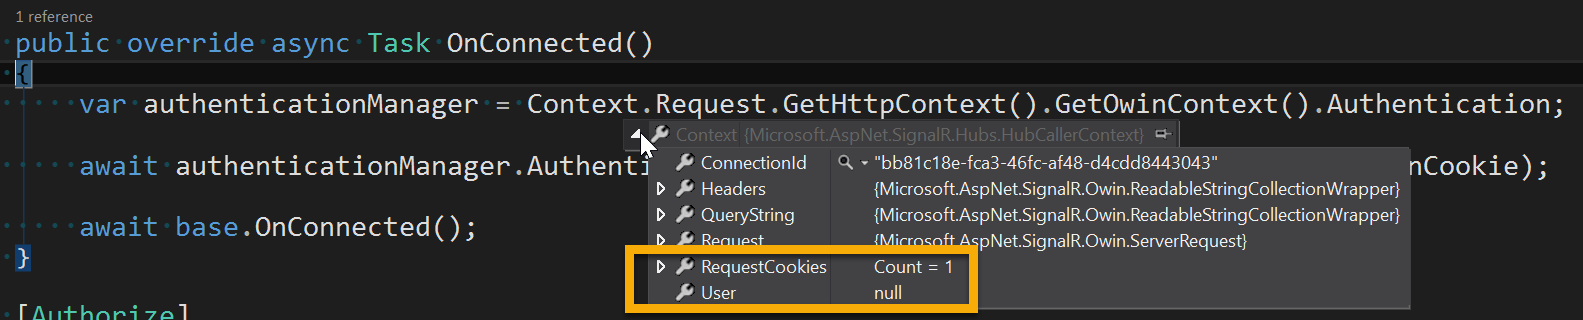 1 reference
public override async Task OnConnected()
{
var authenticationManager = Context.Request.GetHttpContext().GetOwinContext().Authentication;
Context {Microsoft.AspNet.SignalR.Hubs.HubCallerContext}
ConnectionId "bb81c18e-fca3-46fc-af48-d4cdd8443043"
await authenticationManager.Authenti nCookie);
Headers {Microsoft.AspNet.SignalR.Owin.ReadableStringCollectionWrapper}
QueryString {Microsoft.AspNet.SignalR.Owin.ReadableStringCollectionWrapper}
await base.OnConnected();
Request {Microsoft.AspNet.SignalR.Owin.ServerRequest}
}
RequestCookies Count = 1
User null
[Authorize]